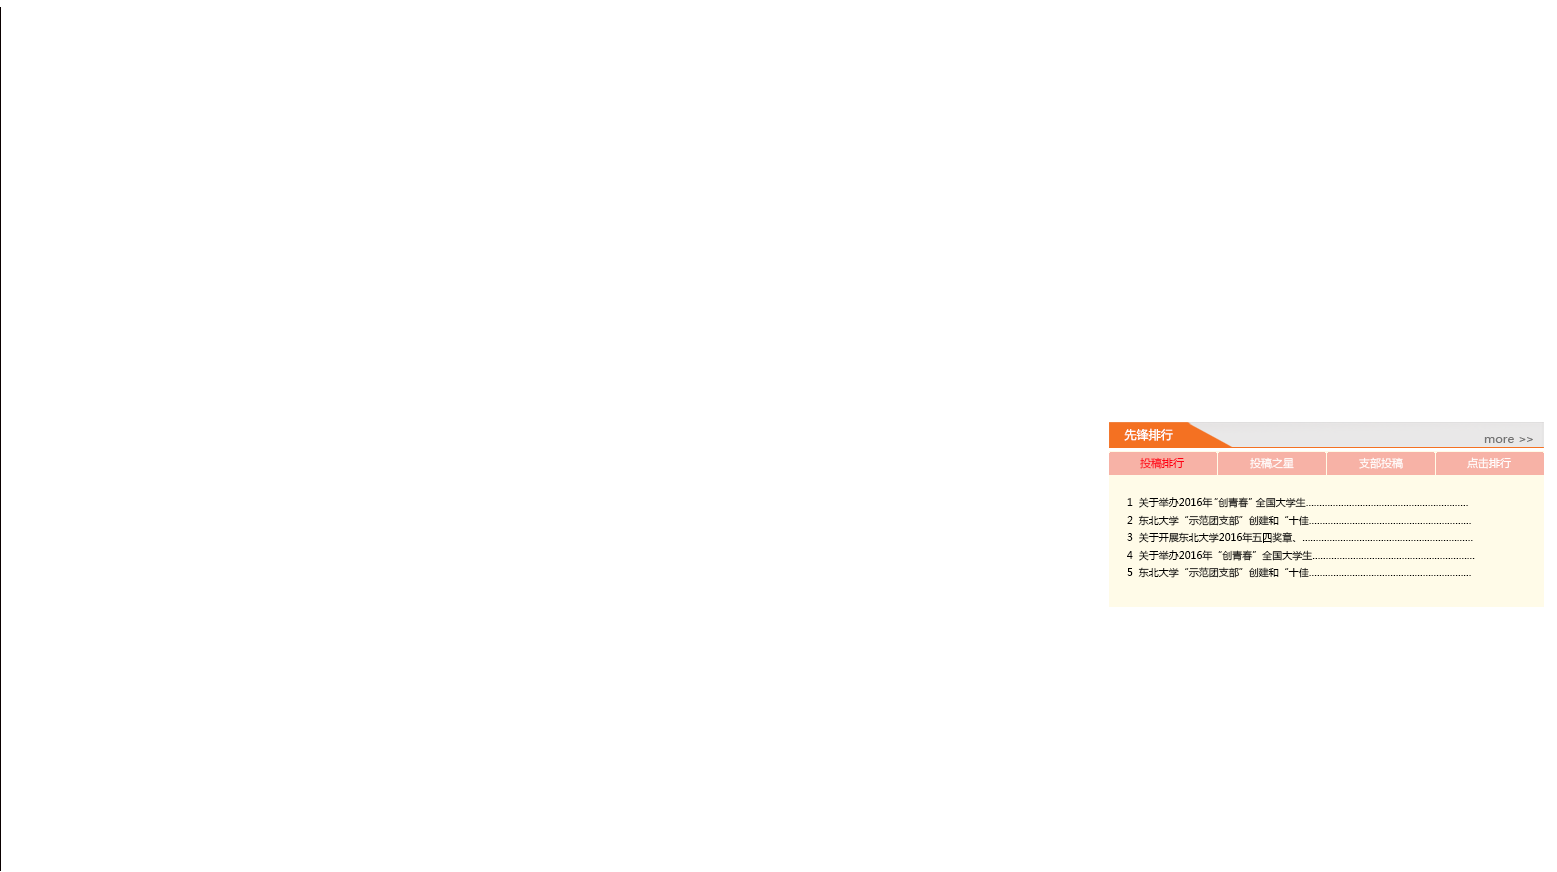 先锋排行
more >>
投稿排行 投稿之星 支部投稿 点击排行
1 关于举办2016年“创青春”全国大学生............................................................
2 东北大学“示范团支部”创建和“十佳............................................................
3 关于开展东北大学2016年五四奖章、...............................................................
4 关于举办2016年“创青春”全国大学生............................................................
5 东北大学“示范团支部”创建和“十佳............................................................